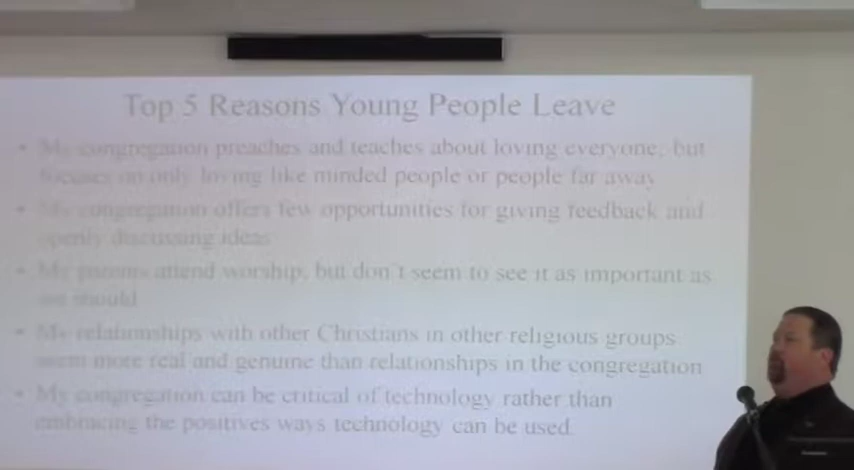 Top 5 Reasons Young People Leave
• My congregation preaches and teaches about loving everyone, but
focuses on only loving like minded people or people far away
• My congregation offers few opportunities for giving feedback and
openly discussing ideas
• My parents attend worship, but don't seem to see it as important as
we should
• My relationships with other Christians in other religious groups
seem more real and genuine than relationships in the congregation
• My congregation can be critical of technology rather than
embracing the positives ways technology can be used.